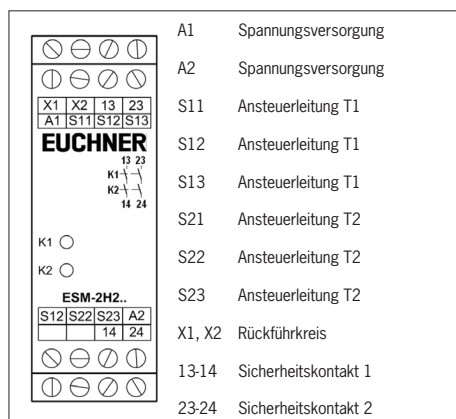 X1 X2 13 23
A1 S11 S12 S13
EUCHNER
13 23
K1
K2
14 24
K1
K2
ESM-2H2..
S12 S22 S23 A2
14 24
A1 Spannungsversorgung
A2 Spannungsversorgung
S11 Ansteuerleitung T1
S12 Ansteuerleitung T1
S13 Ansteuerleitung T1
S21 Ansteuerleitung T2
S22 Ansteuerleitung T2
S23 Ansteuerleitung T2
X1, X2 Rückführkreis
13-14 Sicherheitskontakt 1
23-24 Sicherheitskontakt 2